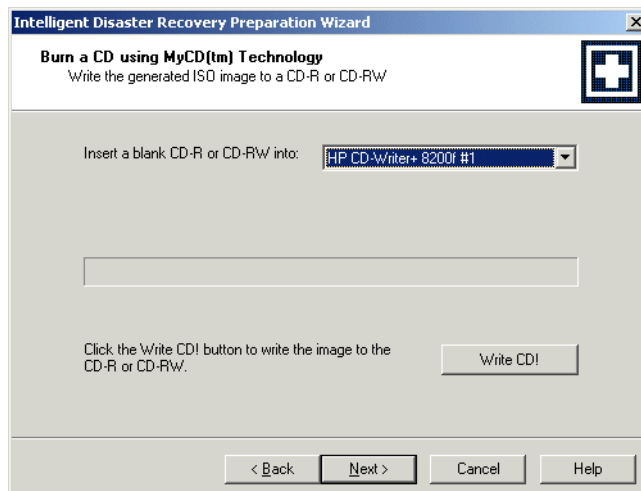 Intelligent Disaster Recovery Preparation Wizard
Burn a CD using MyCD(tm) Technology
Write the generated ISO image to a CD-R or CD-RW
Insert a blank CD-R or CD-RW into:
HP CD-Writer+ 8200f #1
Click the Write CD! button to write the image to the
CD-R or CD-RW.
Write CD!
< Back
Next >
Cancel
Help